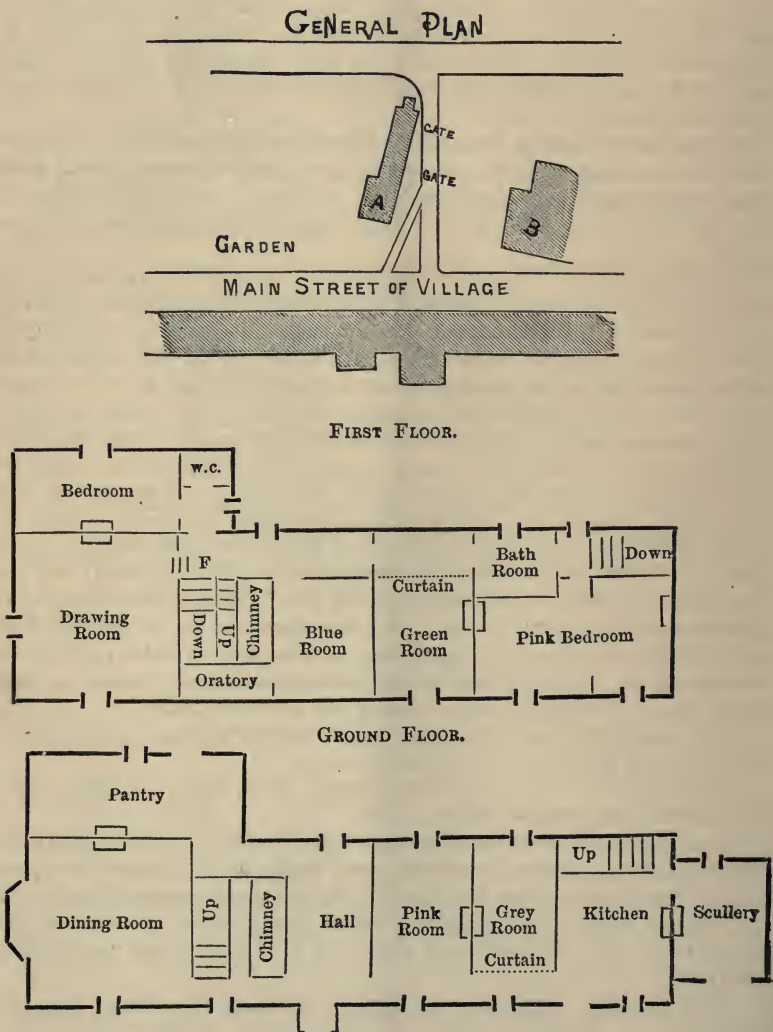 GENERAL PLAN
GATE
GATE
A
B
GARDEN
MAIN STREET OF VILLAGE
FIRST FLOOR.
W.C.
Bedroom
F
Down
Bath
Room
Curtain
Drawing
Room
Down
Up
Chimney
Blue
Room
Green
Room
Pink Bedroom
Oratory
GROUND FLOOR.
Pantry
Up
Dining Room
Up
Chimney
Hall
Pink
Room
Grey
Room
Kitchen
Scullery
Curtain